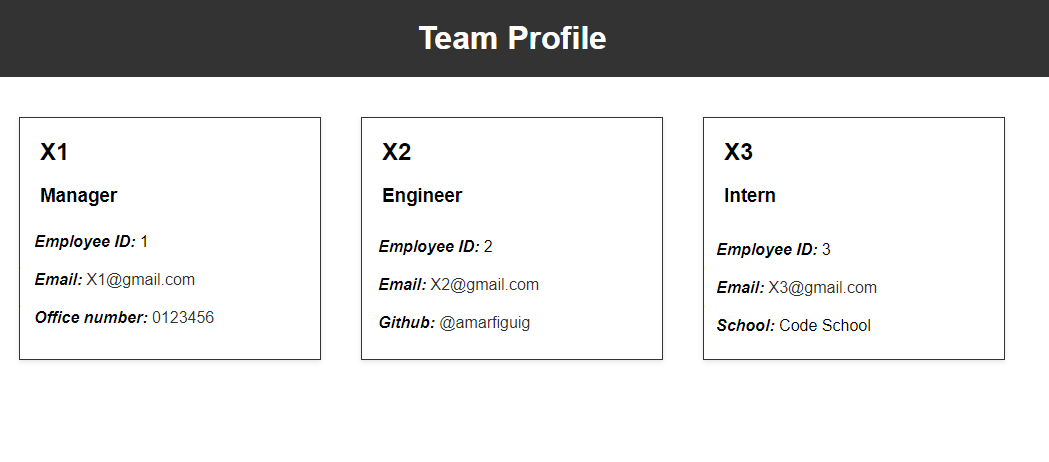 Team Profile
X1
Manager
Employee ID: 1
Email: X1@gmail.com
Office number: 0123456
X2
Engineer
Employee ID: 2
Email: X2@gmail.com
Github: @amarfiguig
X3
Intern
Employee ID: 3
Email: X3@gmail.com
School: Code School